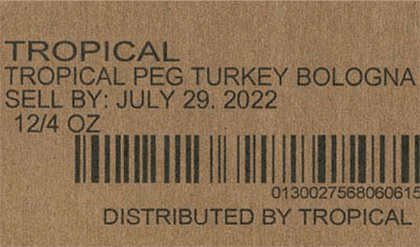 TROPICAL
TROPICAL PEG TURKEY BOLOGNA
SELL BY: JULY 29. 2022
12/4 OZ
0130027568060615
DISTRIBUTED BY TROPICAL